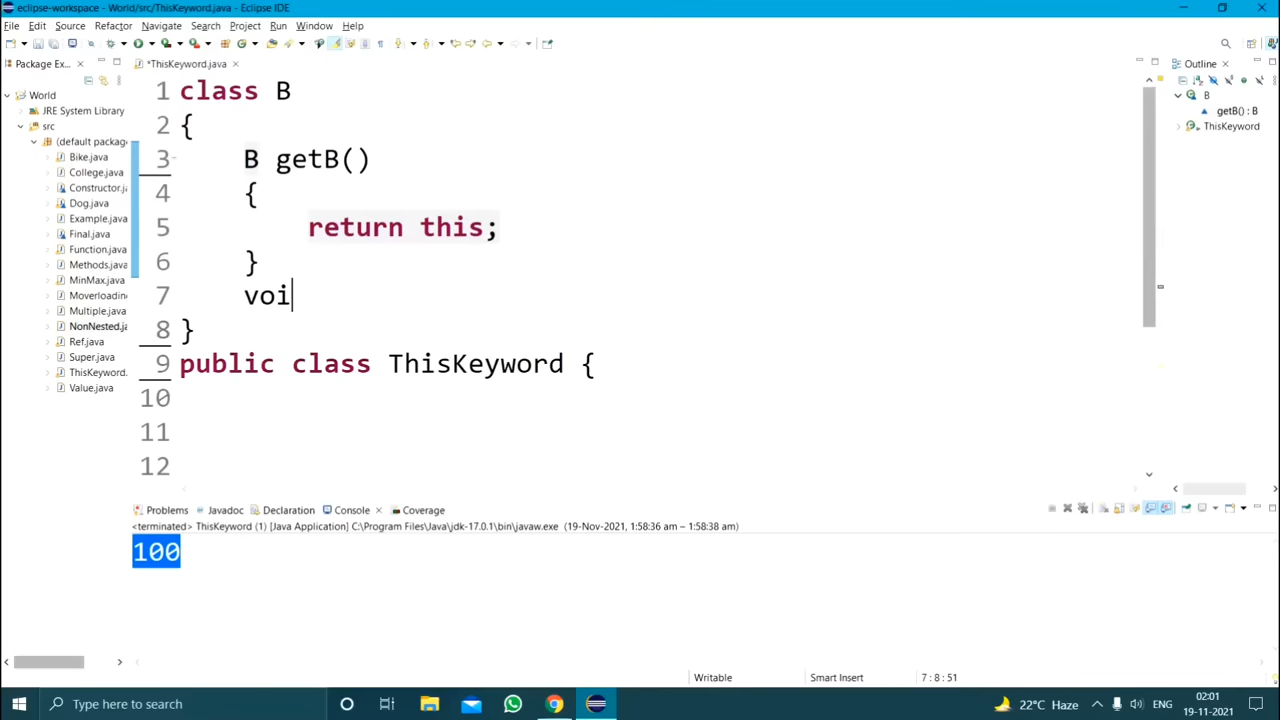 eclipse-workspace - World/src/ThisKeyword.java - Eclipse IDE
File Edit Source Refactor Navigate Search Project Run Window Help
Package Ex...
World
JRE System Library
src
(default package
Bike.java
College.java
Constructor.ja
Dog.java
Example.java
Final.java
Function.java
Methods.java
MinMax.java
Moverloading
Multiple.java
NonNested.ja
Ref.java
Super.java
ThisKeyword.
Value.java
*ThisKeyword.java
1 class B
2 {
3 B getB()
4 {
5 return this;
6 }
7 voi
8 }
9 public class ThisKeyword {
10
11
12
Outline
B
getB() : B
ThisKeyword
Problems Javadoc Declaration Console Coverage
<terminated> ThisKeyword (1) [Java Application] C:\Program Files\Java\jdk-17.0.1\bin\javaw.exe (19-Nov-2021, 1:58:36 am – 1:58:38 am)
100
Writable Smart Insert 7 : 8 : 51
Type here to search
22°C Haze ENG 02:01
19-11-2021